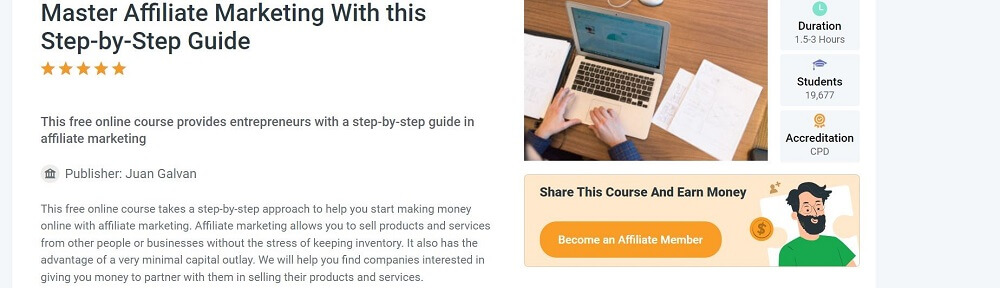 Master Affiliate Marketing With this
Step-by-Step Guide
This free online course provides entrepreneurs with a step-by-step guide in
affiliate marketing
Publisher: Juan Galvan
This free online course takes a step-by-step approach to help you start making money
online with affiliate marketing. Affiliate marketing allows you to sell products and services
from other people or businesses without the stress of keeping inventory. It also has the
advantage of a very minimal capital outlay. We will help you find companies interested in
giving you money to partner with them in selling their products and services.
Duration
1.5-3 Hours
Students
19,677
Accreditation
CPD
Share This Course And Earn Money
Become an Affiliate Member
$